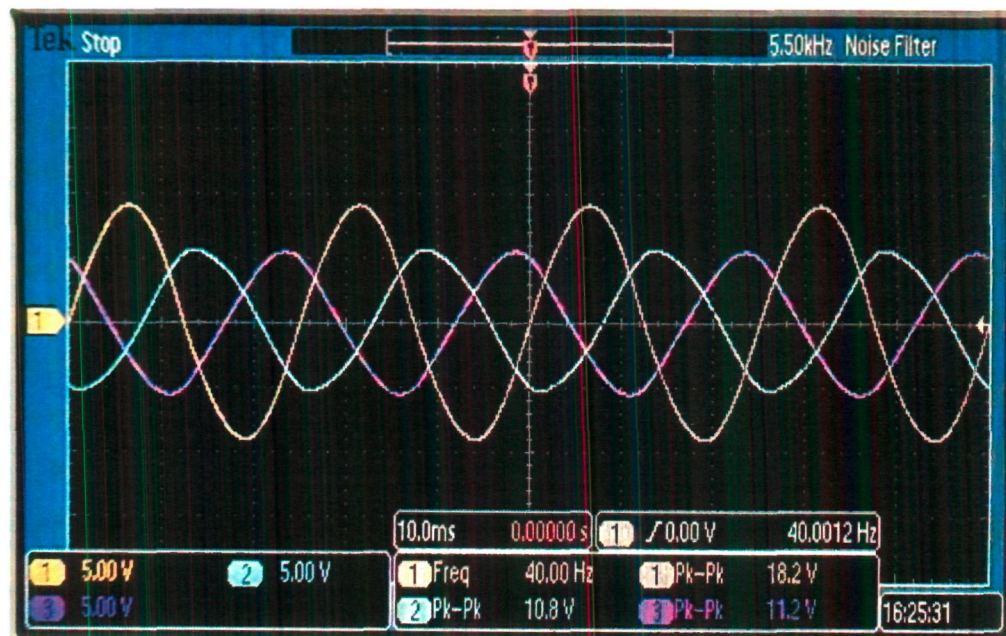 Tek Stop 5.50kHz Noise Filter
1
10.0ms 0.00000 s 1 0.00 V 40.0012 Hz
1 5.00 V 2 5.00 V
3 5.00 V
1 Freq 40.00 Hz 1 Pk-Pk 18.2 V
2 Pk-Pk 10.8 V 3 Pk-Pk 11.2 V
16:25:31